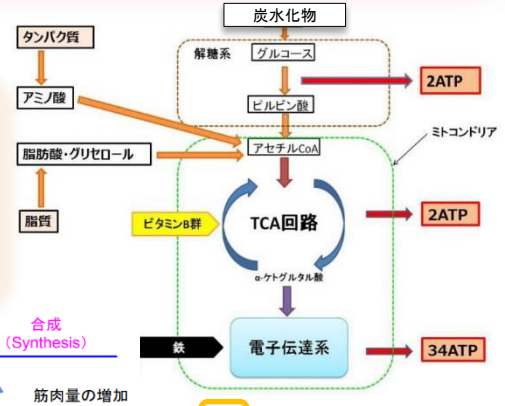 炭水化物
タンパク質
解糖系
グルコース
2ATP
アミノ酸
ピルビン酸
ミトコンドリア
アセチルCoA
脂肪酸・グリセロール
脂質
ビタミンB群
TCA回路
2ATP
α-ケトグルタル酸
合成
(Synthesis)
鉄
電子伝達系
34ATP
筋肉量の増加